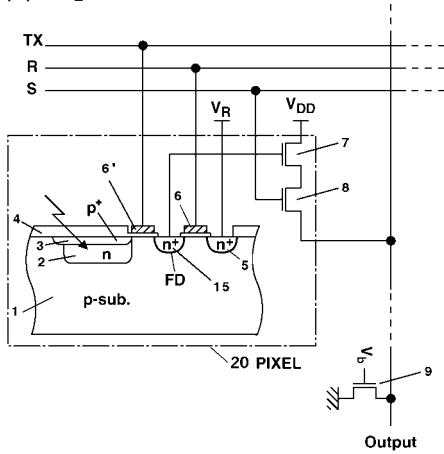 TX
R
S
V_R
V_DD
7
6'
6
8
4
p+
3
2
n
n+
n+
5
FD
15
1
p-sub.
20 PIXEL
V_b
9
Output